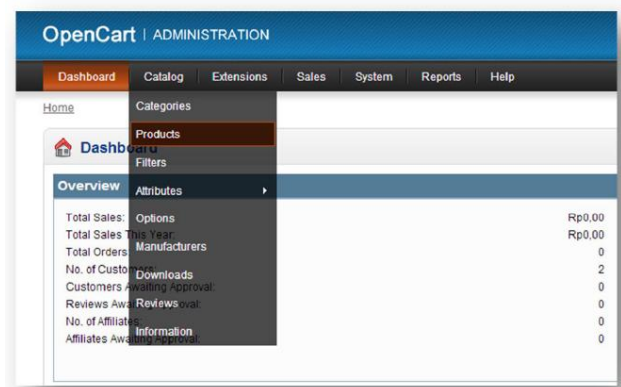 OpenCart | ADMINISTRATION
Dashboard Catalog Extensions Sales System Reports Help
Home
Categories
Products
Dashboard
Filters
Overview
Attributes
Total Sales: Rp0,00
Options
Total Sales This Year: Rp0,00
Manufacturers
Total Orders 0
No. of Customers: 2
Downloads
Customers Awaiting Approval: 0
Reviews Awaiting Approval: 0
Reviews
No. of Affiliates: 0
Information
Affiliates Awaiting Approval: 0